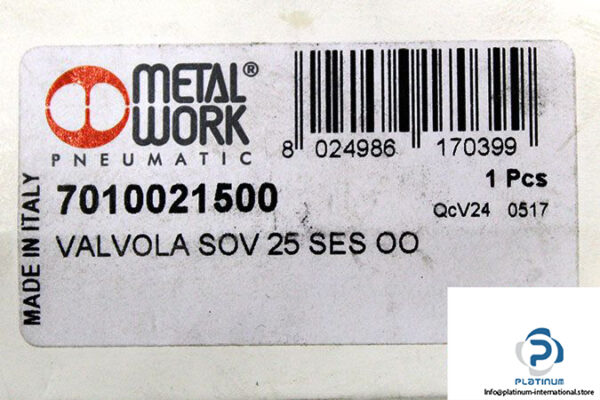 METAL®
WORK
PNEUMATIC
8 024986 170399
7010021500
1 Pcs
QcV24 0517
VALVOLA SOV 25 SES OO
MADE IN ITALY
PLATINUM
Info@platinum-international.store